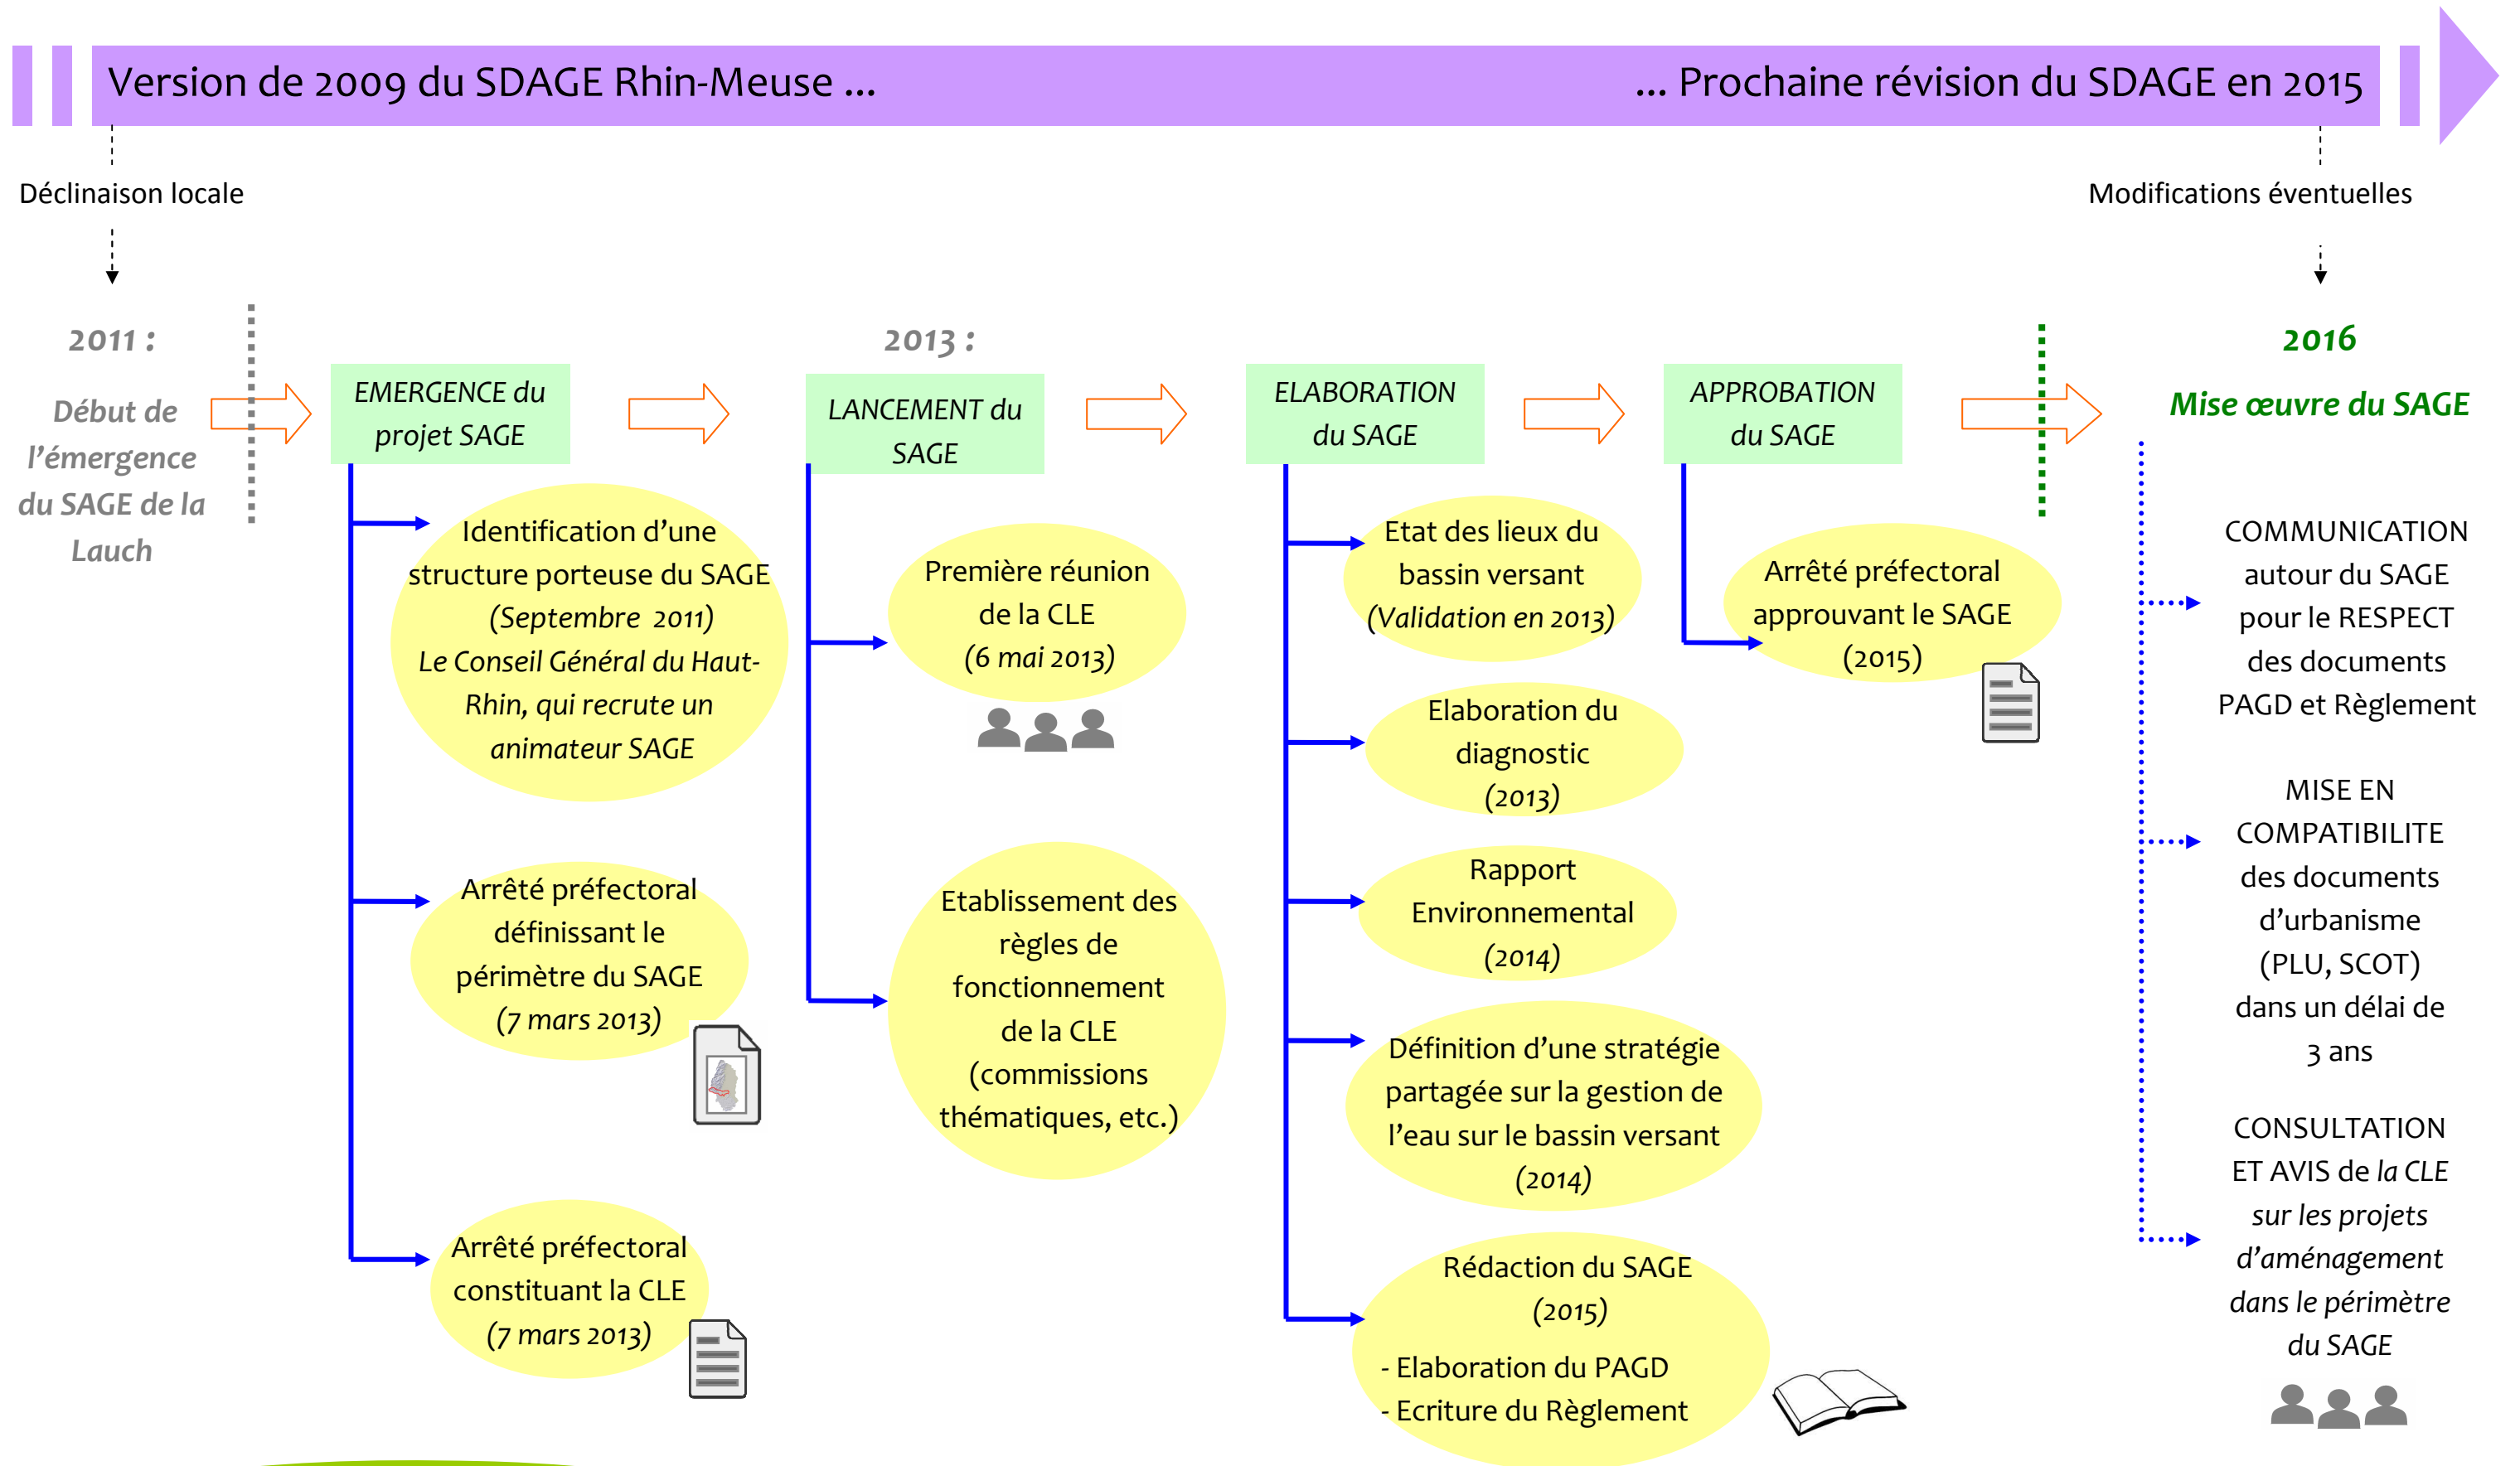 Version de 2009 du SDAGE Rhin-Meuse ...
... Prochaine révision du SDAGE en 2015
Déclinaison locale
Modifications éventuelles
2011 :
Début de
l’émergence
du SAGE de la
Lauch
EMERGENCE du
projet SAGE
Identification d’une
structure porteuse du SAGE
(Septembre 2011)
Le Conseil Général du Haut-
Rhin, qui recrute un
animateur SAGE
Arrêté préfectoral
définissant le
périmètre du SAGE
(7 mars 2013)
Arrêté préfectoral
constituant la CLE
(7 mars 2013)
2013 :
LANCEMENT du
SAGE
Première réunion
de la CLE
(6 mai 2013)
Etablissement des
règles de
fonctionnement
de la CLE
(commissions
thématiques, etc.)
ELABORATION
du SAGE
Etat des lieux du
bassin versant
(Validation en 2013)
Elaboration du
diagnostic
(2013)
Rapport
Environnemental
(2014)
Définition d’une stratégie
partagée sur la gestion de
l’eau sur le bassin versant
(2014)
Rédaction du SAGE
(2015)
- Elaboration du PAGD
- Ecriture du Règlement
APPROBATION
du SAGE
Arrêté préfectoral
approuvant le SAGE
(2015)
2016
Mise œuvre du SAGE
COMMUNICATION
autour du SAGE
pour le RESPECT
des documents
PAGD et Règlement
MISE EN
COMPATIBILITE
des documents
d’urbanisme
(PLU, SCOT)
dans un délai de
3 ans
CONSULTATION
ET AVIS de la CLE
sur les projets
d’aménagement
dans le périmètre
du SAGE